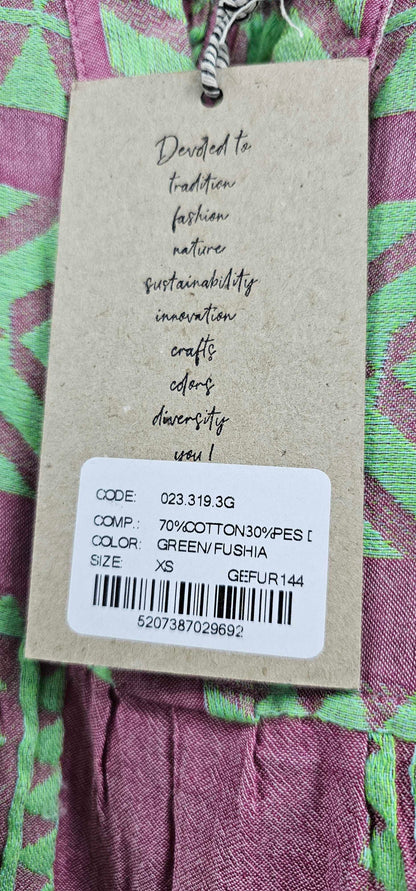 Devoted to
tradition
fashion
nature
sustainability
innovation
crafts
colors
diversity
you !
CODE: 023.319.3G
COMP.: 70%COTTON30%PES
COLOR: GREEN/FUSHIA
SIZE: XS GEFUR144
5207387029692